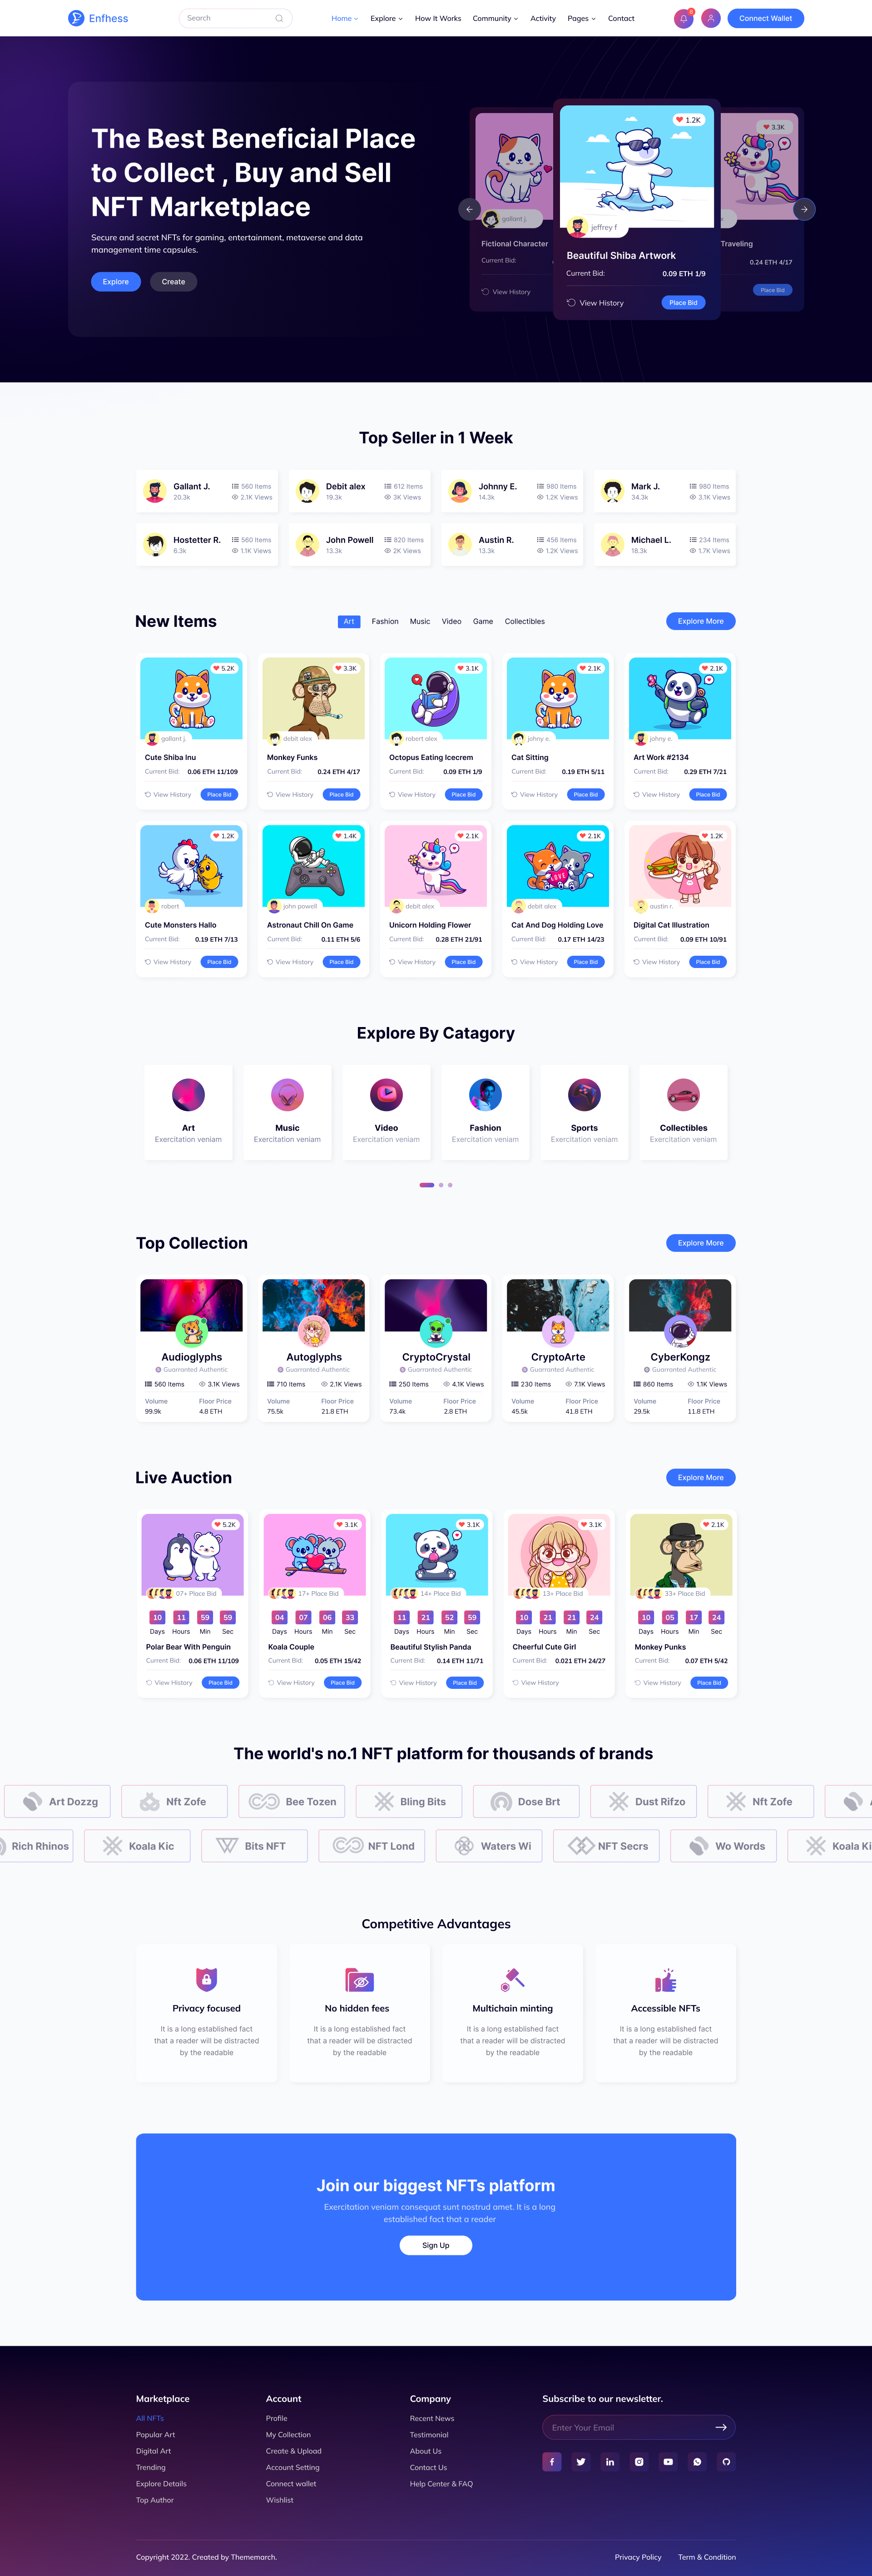 Enfhess
Search
Home
Explore
How It Works
Community
Activity
Pages
Contact
Connect Wallet
The Best Beneficial Place
to Collect , Buy and Sell
NFT Marketplace
Secure and secret NFTs for gaming, entertainment, metaverse and data
management time capsules.
Explore
Create
gallant j.
Fictional Character
Current Bid:
View History
1.2K
jeffrey f
Beautiful Shiba Artwork
Current Bid:
0.09 ETH 1/9
View History
Place Bid
3.3K
Traveling
0.24 ETH 4/17
Place Bid
Top Seller in 1 Week
Gallant J.
20.3k
560 Items
2.1K Views
Debit alex
19.3k
612 Items
3K Views
Johnny E.
14.3k
980 Items
1.2K Views
Mark J.
34.3k
980 Items
3.1K Views
Hostetter R.
6.3k
560 Items
1.1K Views
John Powell
13.3k
820 Items
2K Views
Austin R.
13.3k
456 Items
1.2K Views
Michael L.
18.3k
234 Items
1.7K Views
New Items
Art
Fashion
Music
Video
Game
Collectibles
Explore More
5.2K
gallant j.
Cute Shiba Inu
Current Bid:
0.06 ETH 11/109
View History
Place Bid
3.3K
debit alex
Monkey Funks
Current Bid:
0.24 ETH 4/17
View History
Place Bid
3.1K
robert alex
Octopus Eating Icecrem
Current Bid:
0.09 ETH 1/9
View History
Place Bid
2.1K
johny e.
Cat Sitting
Current Bid:
0.19 ETH 5/11
View History
Place Bid
2.1K
johny e.
Art Work #2134
Current Bid:
0.29 ETH 7/21
View History
Place Bid
1.2K
robert
Cute Monsters Hallo
Current Bid:
0.19 ETH 7/13
View History
Place Bid
1.4K
john powell
Astronaut Chill On Game
Current Bid:
0.11 ETH 5/6
View History
Place Bid
2.1K
debit alex
Unicorn Holding Flower
Current Bid:
0.28 ETH 21/91
View History
Place Bid
2.1K
LOVE
debit alex
Cat And Dog Holding Love
Current Bid:
0.17 ETH 14/23
View History
Place Bid
1.2K
austin r.
Digital Cat Illustration
Current Bid:
0.09 ETH 10/91
View History
Place Bid
Explore By Catagory
Art
Exercitation veniam
Music
Exercitation veniam
Video
Exercitation veniam
Fashion
Exercitation veniam
Sports
Exercitation veniam
Collectibles
Exercitation veniam
Top Collection
Explore More
Audioglyphs
Guarranted Authentic
560 Items
3.1K Views
Volume
Floor Price
99.9k
4.8 ETH
Autoglyphs
Guarranted Authentic
710 Items
2.1K Views
Volume
Floor Price
75.5k
21.8 ETH
CryptoCrystal
Guarranted Authentic
250 Items
4.1K Views
Volume
Floor Price
73.4k
2.8 ETH
CryptoArte
Guarranted Authentic
230 Items
7.1K Views
Volume
Floor Price
45.5k
41.8 ETH
CyberKongz
Guarranted Authentic
860 Items
1.1K Views
Volume
Floor Price
29.5k
11.8 ETH
Live Auction
Explore More
5.2K
07+ Place Bid
10 11 59 59
Days Hours Min Sec
Polar Bear With Penguin
Current Bid:
0.06 ETH 11/109
View History
Place Bid
3.1K
17+ Place Bid
04 07 06 33
Days Hours Min Sec
Koala Couple
Current Bid:
0.05 ETH 15/42
View History
Place Bid
3.1K
14+ Place Bid
11 21 52 59
Days Hours Min Sec
Beautiful Stylish Panda
Current Bid:
0.14 ETH 11/71
View History
Place Bid
3.1K
13+ Place Bid
10 21 21 24
Days Hours Min Sec
Cheerful Cute Girl
Current Bid:
0.021 ETH 24/27
View History
2.1K
33+ Place Bid
10 05 17 24
Days Hours Min Sec
Monkey Punks
Current Bid:
0.07 ETH 5/42
View History
Place Bid
The world's no.1 NFT platform for thousands of brands
Art Dozzg
Nft Zofe
Bee Tozen
Bling Bits
Dose Brt
Dust Rifzo
Nft Zofe
Rich Rhinos
Koala Kic
Bits NFT
NFT Lond
Waters Wi
NFT Secrs
Wo Words
Koala Ki
Competitive Advantages
Privacy focused
It is a long established fact
that a reader will be distracted
by the readable
No hidden fees
It is a long established fact
that a reader will be distracted
by the readable
Multichain minting
It is a long established fact
that a reader will be distracted
by the readable
Accessible NFTs
It is a long established fact
that a reader will be distracted
by the readable
Join our biggest NFTs platform
Exercitation veniam consequat sunt nostrud amet. It is a long
established fact that a reader
Sign Up
Marketplace
All NFTs
Popular Art
Digital Art
Trending
Explore Details
Top Author
Account
Profile
My Collection
Create & Upload
Account Setting
Connect wallet
Wishlist
Company
Recent News
Testimonial
About Us
Contact Us
Help Center & FAQ
Subscribe to our newsletter.
Enter Your Email
Copyright 2022. Created by Thememarch.
Privacy Policy
Term & Condition